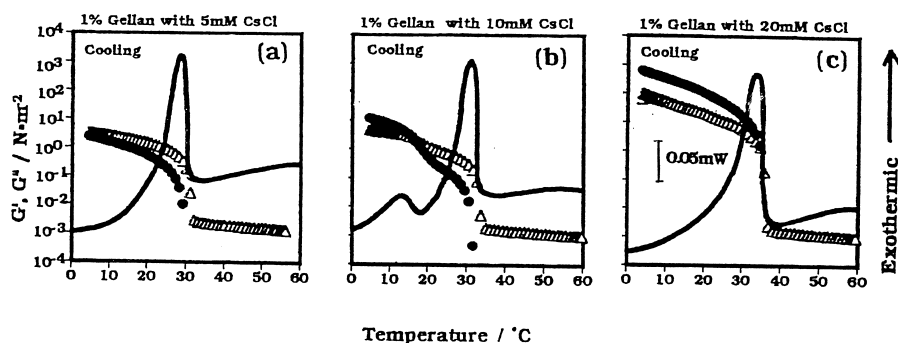 1% Gellan with 5mM CsCl
1% Gellan with 10mM CsCl
1% Gellan with 20mM CsCl
Cooling
(a)
Cooling
(b)
Cooling
(c)
10⁴
10³
10²
10¹
10⁰
10⁻¹
10⁻²
10⁻³
10⁻⁴
G', G" / N•m⁻²
0.05mW
Exothermic
0 10 20 30 40 50 60
0 10 20 30 40 50 60
0 10 20 30 40 50 60
Temperature / °C